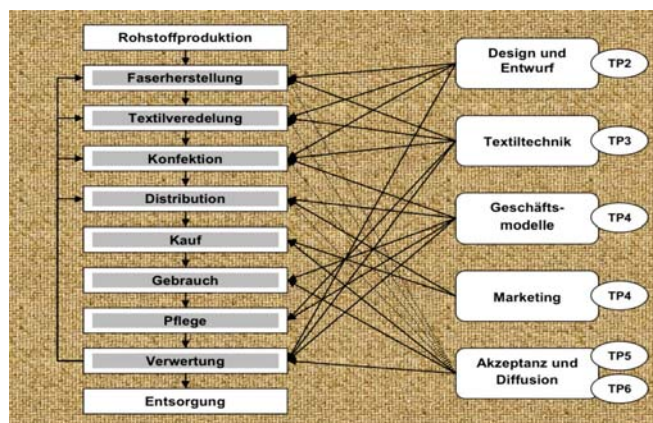 Rohstoffproduktion
Faserherstellung
Textilveredelung
Konfektion
Distribution
Kauf
Gebrauch
Pflege
Verwertung
Entsorgung
Design und
Entwurf
TP2
Textiltechnik
TP3
Geschäfts-
modelle
TP4
Marketing
TP4
Akzeptanz und
Diffusion
TP5
TP6